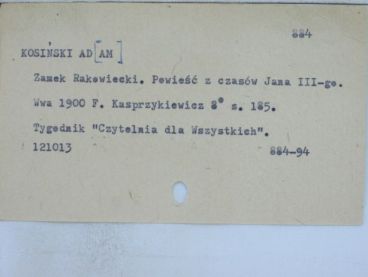 884
KOSIŃSKI AD[AM]
Zamek Rakowiecki. Powieść z czasów Jana III-go.
Wwa 1900 F. Kasprzykiewicz 8° s. 185.
Tygodnik "Czytelnia dla Wszystkich".
121013 884-94